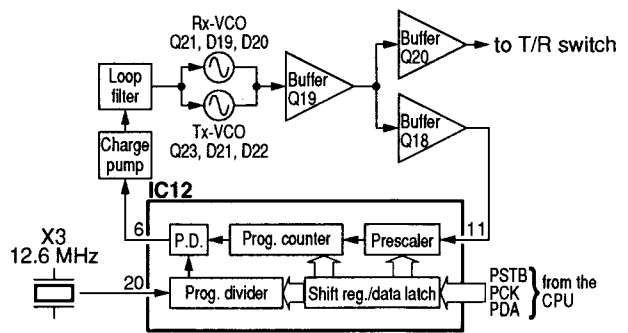 Rx-VCO
Q21, D19, D20
Buffer
Q20
to T/R switch
Loop
filter
Buffer
Q19
Tx-VCO
Q23, D21, D22
Buffer
Q18
Charge
pump
IC12
6
11
P.D.
Prog. counter
Prescaler
X3
12.6 MHz
20
Prog. divider
Shift reg./data latch
PSTB
PCK
PDA
from the
CPU